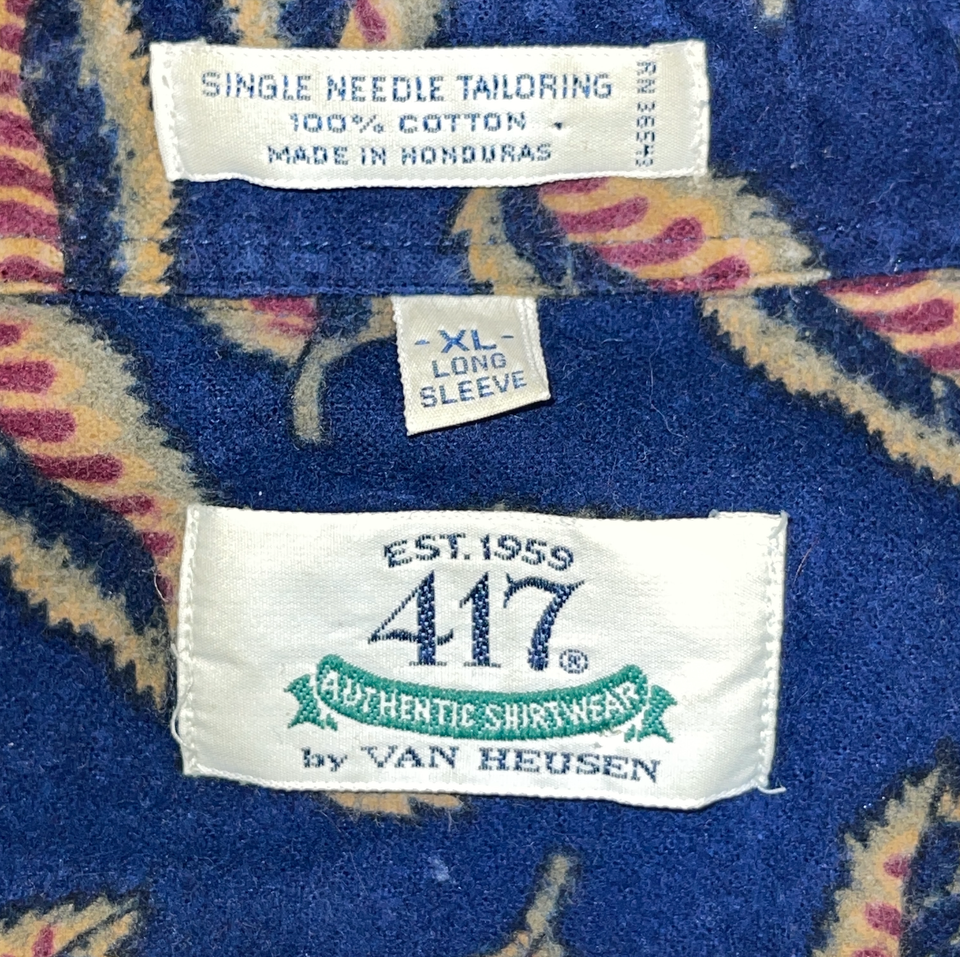 SINGLE NEEDLE TAILORING
100% COTTON
MADE IN HONDURAS
RN 36543
-XL-
LONG
SLEEVE
EST. 1959
417®
AUTHENTIC SHIRTWEAR
by VAN HEUSEN